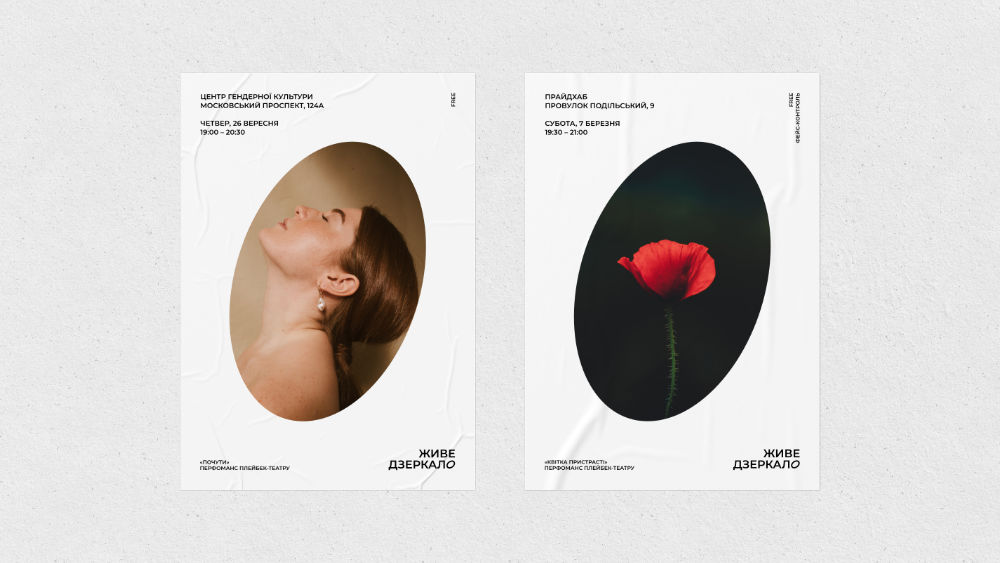 ЦЕНТР ГЕНДЕРНОЇ КУЛЬТУРИ
МОСКОВСЬКИЙ ПРОСПЕКТ, 124А
ЧЕТВЕР, 26 ВЕРЕСНЯ
19:00 – 20:30
FREE
«ПОЧУТИ»
ПЕРФОМАНС ПЛЕЙБЕК-ТЕАТРУ
ЖИВЕ
ДЗЕРКАЛО
ПРАЙДХАБ
ПРОВУЛОК ПОДІЛЬСЬКИЙ, 9
СУБОТА, 7 БЕРЕЗНЯ
19:30 – 21:00
FREE
ФЕЙС-КОНТРОЛЬ
«КВІТКА ПРИСТРАСТІ»
ПЕРФОМАНС ПЛЕЙБЕК-ТЕАТРУ
ЖИВЕ
ДЗЕРКАЛО